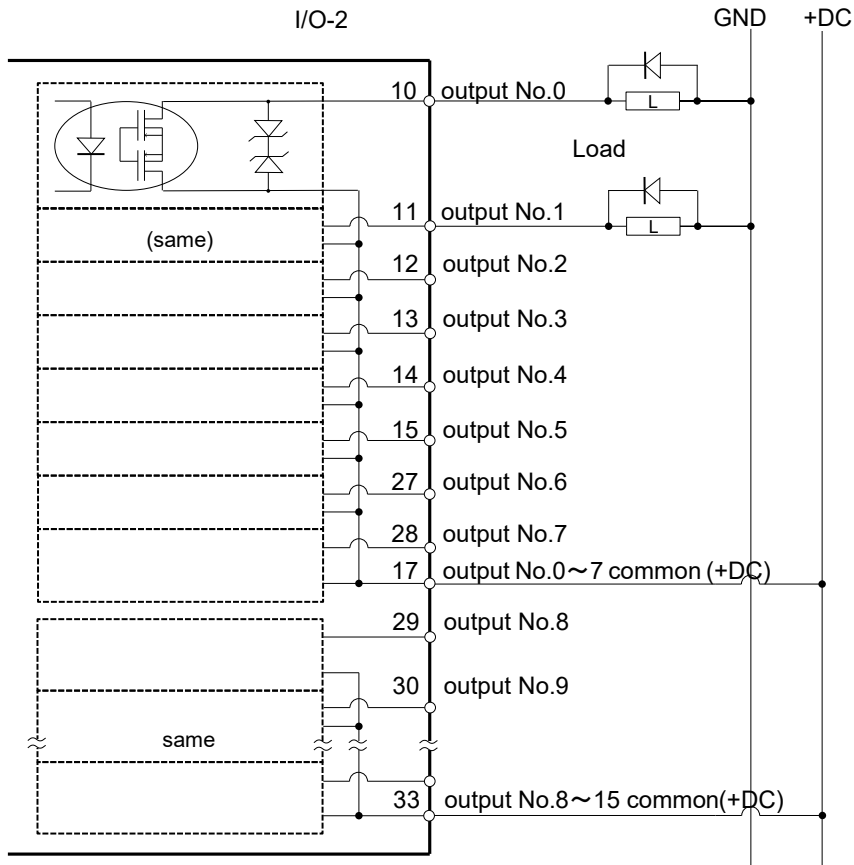 I/O-2 GND +DC
10 output No.0
L
Load
11 output No.1
L
(same)
12 output No.2
13 output No.3
14 output No.4
15 output No.5
27 output No.6
28 output No.7
17 output No.0～7 common (+DC)
29 output No.8
30 output No.9
same
33 output No.8～15 common(+DC)